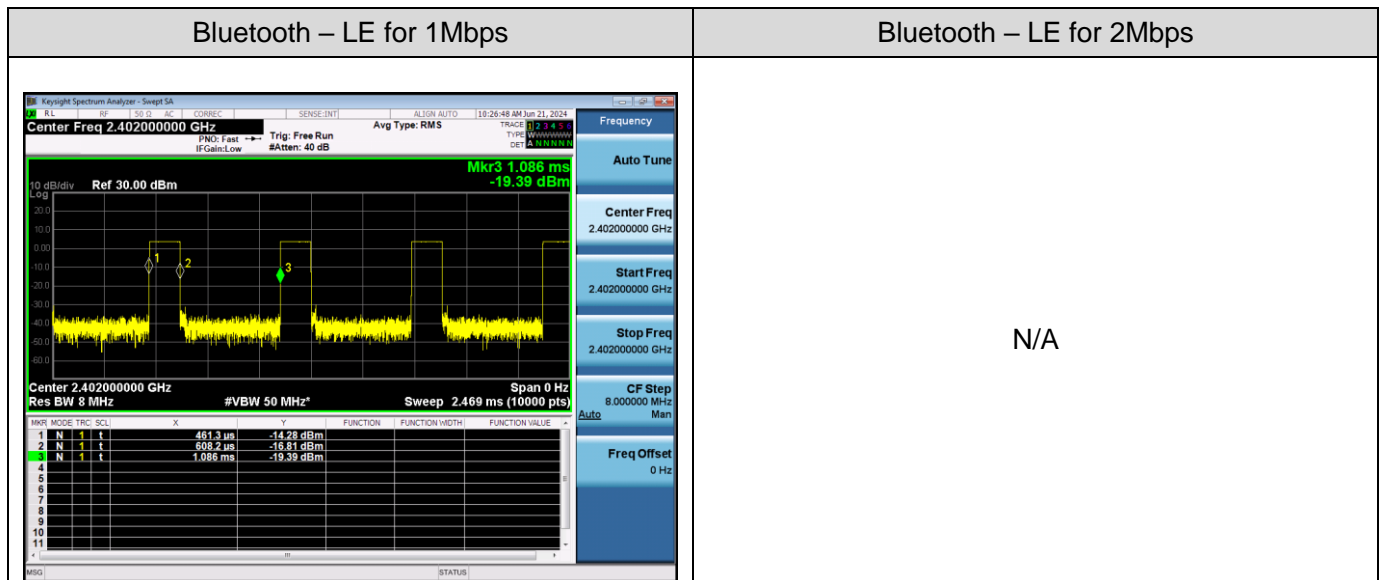 Bluetooth – LE for 1Mbps
Bluetooth – LE for 2Mbps
Keysight Spectrum Analyzer - Swept SA
RL RF 50 Ω AC CORREC SENSE:INT ALIGN AUTO 10:26:48 AM Jun 21, 2024
Center Freq 2.402000000 GHz
PNO: Fast
IFGain:Low
Trig: Free Run
#Atten: 40 dB
Avg Type: RMS
TRACE 1 2 3 4 5 6
TYPE WWWWWW
DET A N N N N N
Mkr3 1.086 ms
-19.39 dBm
10 dB/div Ref 30.00 dBm
Log
20.0
10.0
0.00
-10.0
-20.0
-30.0
-40.0
-50.0
-60.0
1
2
3
Center 2.402000000 GHz Span 0 Hz
Res BW 8 MHz #VBW 50 MHz* Sweep 2.469 ms (10000 pts)
MKR MODE TRC SCL X Y FUNCTION FUNCTION WIDTH FUNCTION VALUE
1 N 1 t 461.3 µs -14.28 dBm
2 N 1 t 608.2 µs -16.81 dBm
3 N 1 t 1.086 ms -19.39 dBm
4
5
6
7
8
9
10
11
MSG STATUS
Frequency
Auto Tune
Center Freq
2.402000000 GHz
Start Freq
2.402000000 GHz
Stop Freq
2.402000000 GHz
CF Step
8.000000 MHz
Auto Man
Freq Offset
0 Hz
N/A